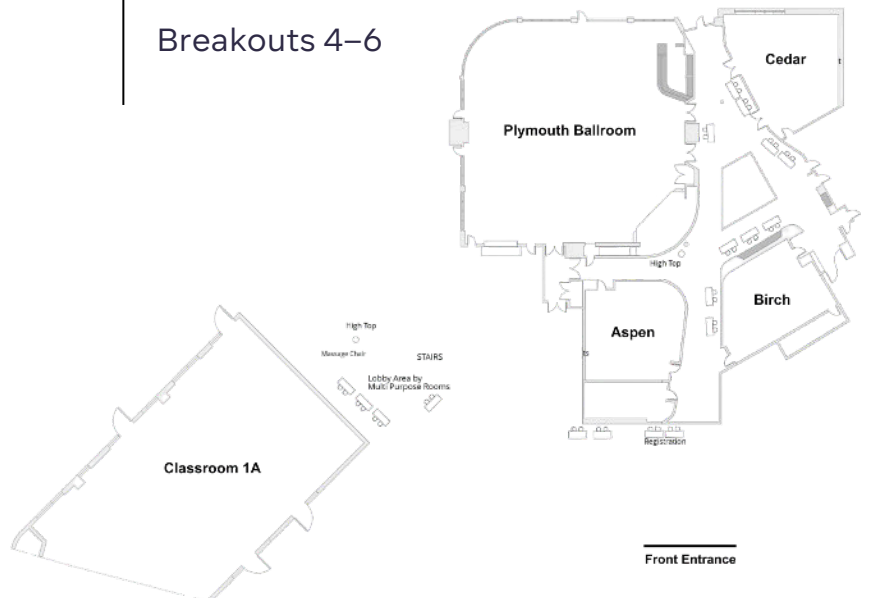 Breakouts 4–6
Cedar
t
Plymouth Ballroom
High Top
Birch
Aspen
ts
Registration
High Top
Massage Chair
STAIRS
Lobby Area by
Multi Purpose Rooms
Classroom 1A
Front Entrance